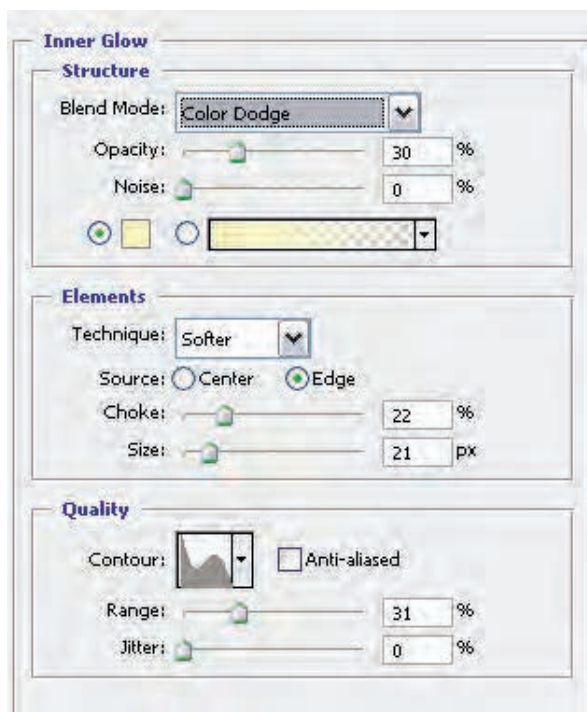 Inner Glow
Structure
Blend Mode: Color Dodge
Opacity: 30 %
Noise: 0 %
Elements
Technique: Softer
Source: Center Edge
Choke: 22 %
Size: 21 px
Quality
Contour: Anti-aliased
Range: 31 %
Jitter: 0 %